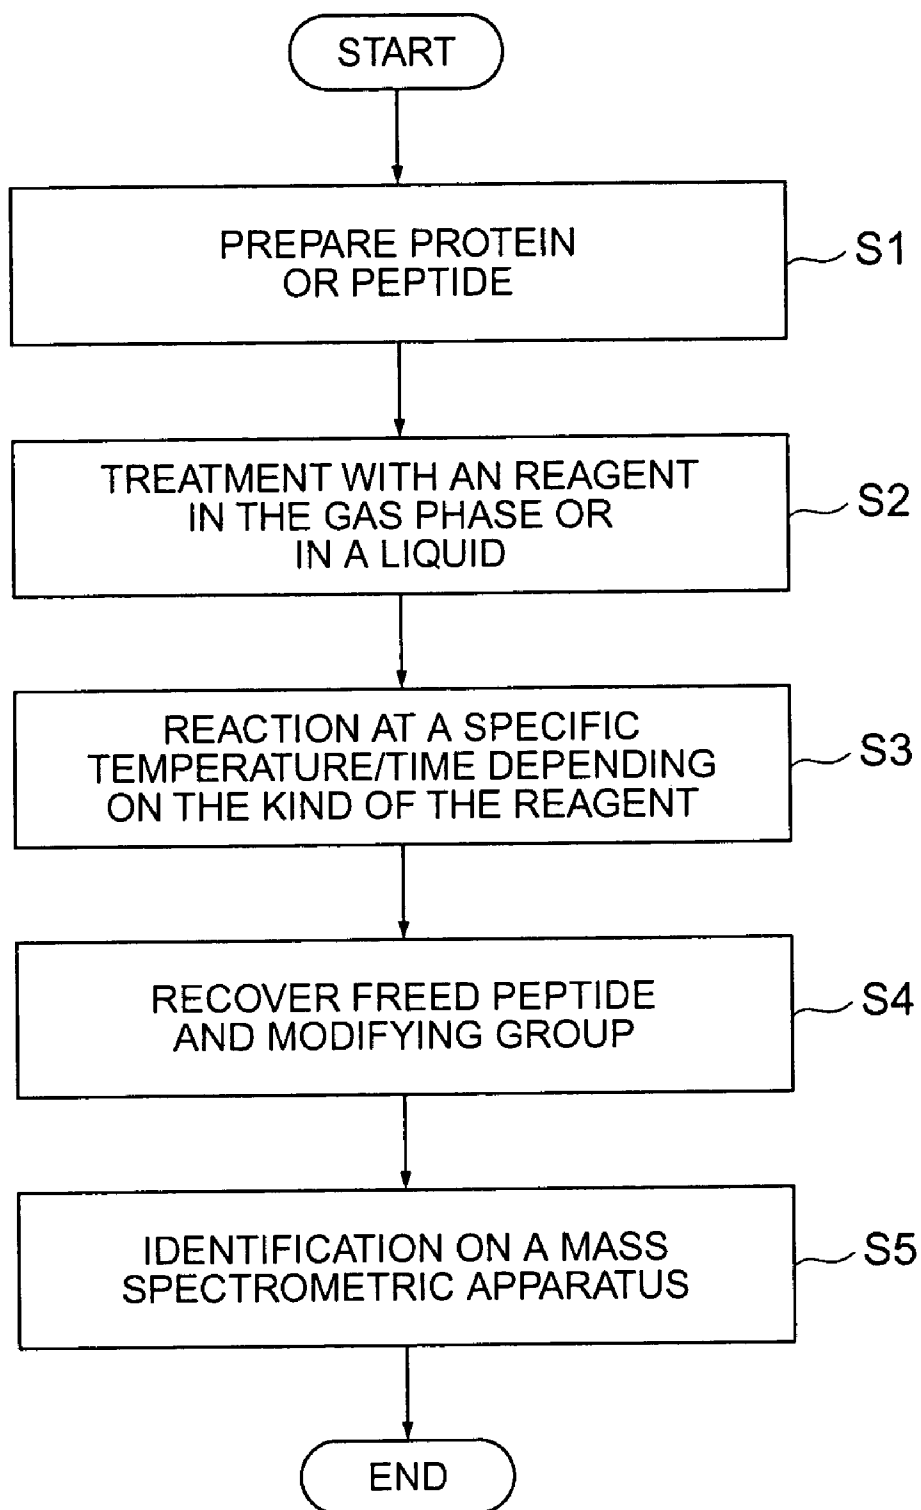 START
PREPARE PROTEIN
OR PEPTIDE
S1
TREATMENT WITH AN REAGENT
IN THE GAS PHASE OR
IN A LIQUID
S2
REACTION AT A SPECIFIC
TEMPERATURE/TIME DEPENDING
ON THE KIND OF THE REAGENT
S3
RECOVER FREED PEPTIDE
AND MODIFYING GROUP
S4
IDENTIFICATION ON A MASS
SPECTROMETRIC APPARATUS
S5
END